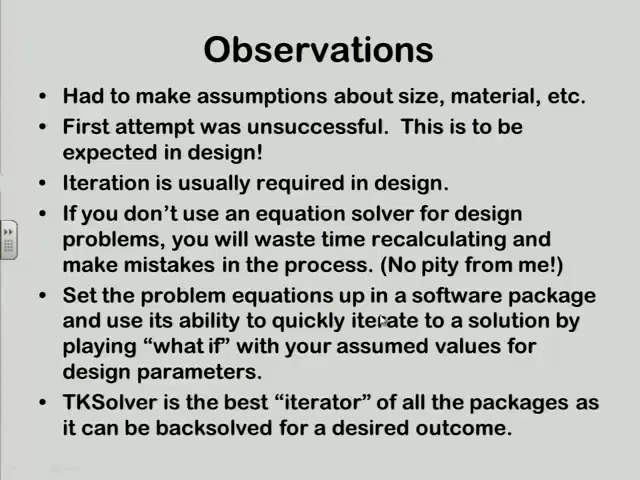 Observations
• Had to make assumptions about size, material, etc.
• First attempt was unsuccessful.  This is to be
expected in design!
• Iteration is usually required in design.
• If you don't use an equation solver for design
problems, you will waste time recalculating and
make mistakes in the process. (No pity from me!)
• Set the problem equations up in a software package
and use its ability to quickly iterate to a solution by
playing “what if” with your assumed values for
design parameters.
• TKSolver is the best “iterator” of all the packages as
it can be backsolved for a desired outcome.